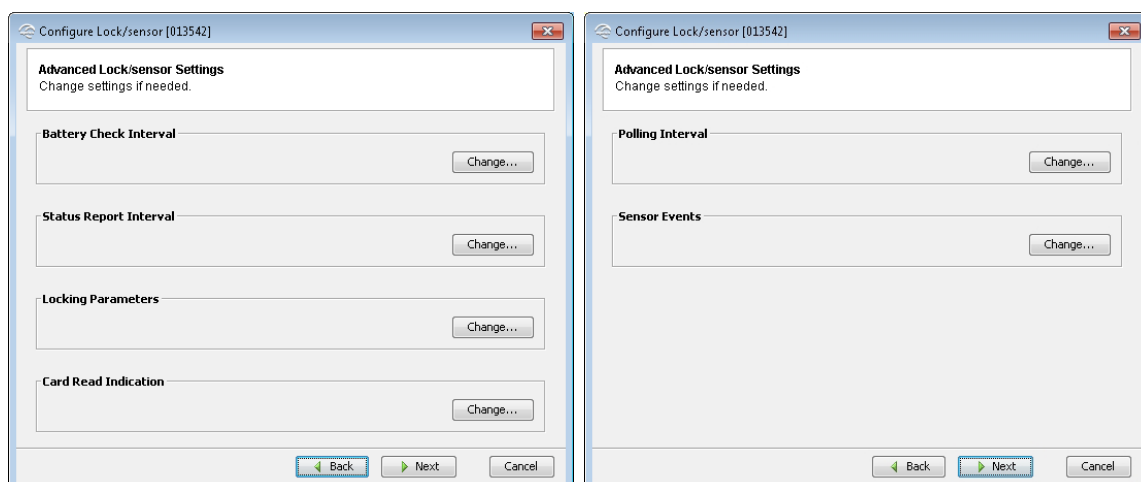 Configure Lock/sensor [013542]
Advanced Lock/sensor Settings
Change settings if needed.
Battery Check Interval
Change...
Status Report Interval
Change...
Locking Parameters
Change...
Card Read Indication
Change...
Back
Next
Cancel
Configure Lock/sensor [013542]
Advanced Lock/sensor Settings
Change settings if needed.
Polling Interval
Change...
Sensor Events
Change...
Back
Next
Cancel